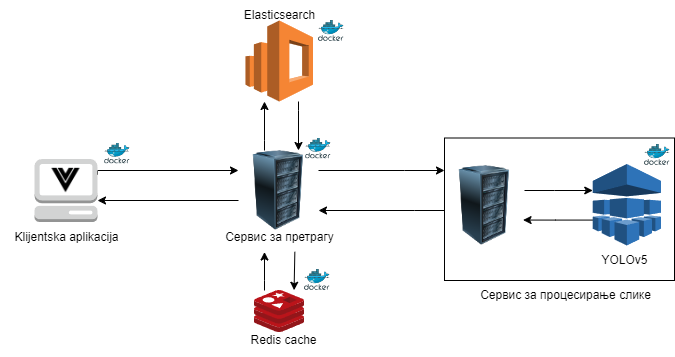 Elasticsearch
docker
docker
docker
docker
Klijentska aplikacija
Сервис за претрагу
YOLOv5
docker
Сервис за процесирање слике
Redis cache